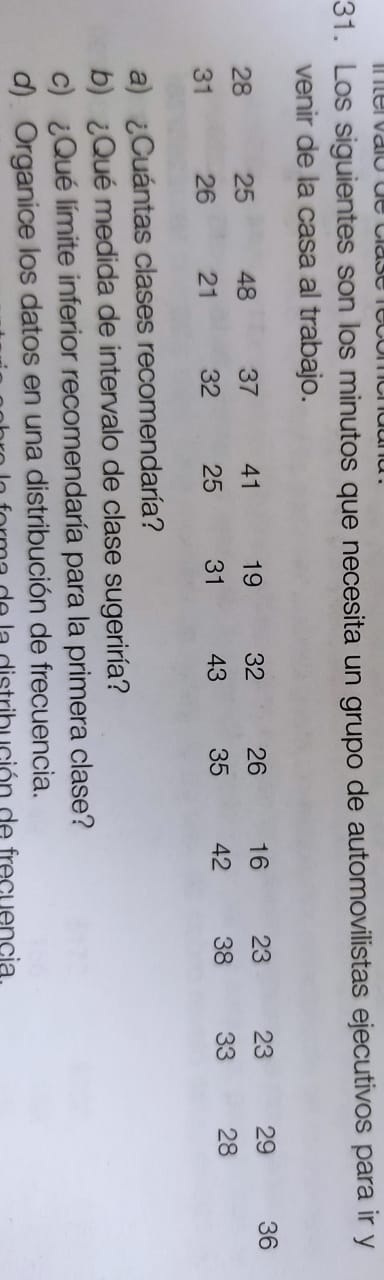 intervalo de clase recomendaría?
31. Los siguientes son los minutos que necesita un grupo de automovilistas ejecutivos para ir y
venir de la casa al trabajo.
28 25 48 37 41 19 32 26 16 23 23 29 36
31 26 21 32 25 31 43 35 42 38 33 28
a) ¿Cuántas clases recomendaría?
b) ¿Qué medida de intervalo de clase sugeriría?
c) ¿Qué límite inferior recomendaría para la primera clase?
d) Organice los datos en una distribución de frecuencia.
sobre la forma de la distribución de frecuencia.